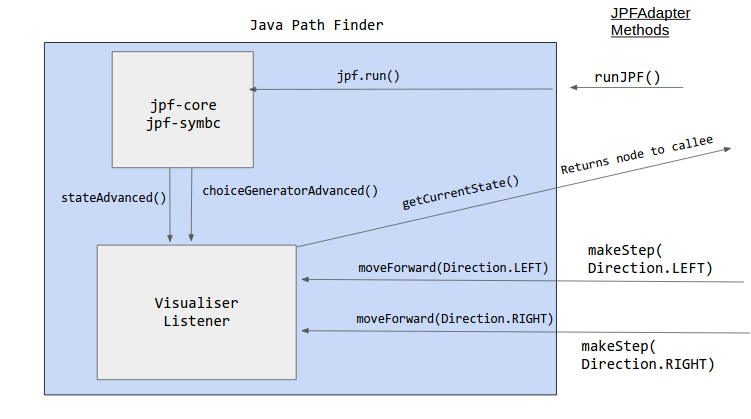 Java Path Finder
JPFAdapter
Methods
jpf-core
jpf-symbc
jpf.run()
runJPF()
stateAdvanced()
choiceGeneratorAdvanced()
getCurrentState()
Returns node to callee
Visualiser
Listener
moveForward(Direction.LEFT)
makeStep(
Direction.LEFT)
moveForward(Direction.RIGHT)
makeStep(
Direction.RIGHT)